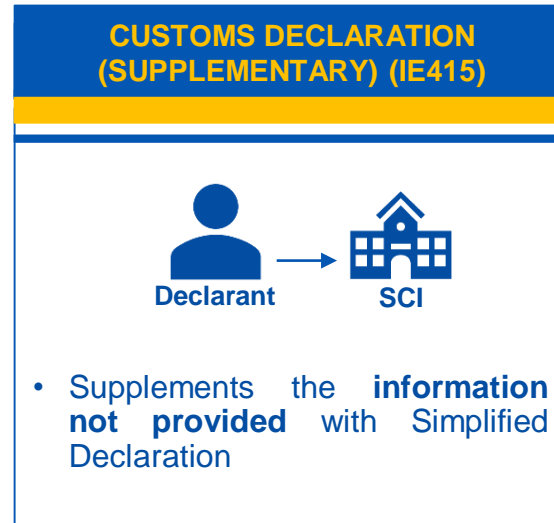 CUSTOMS DECLARATION
(SUPPLEMENTARY) (IE415)
Declarant
SCI
• Supplements the information
not provided with Simplified
Declaration